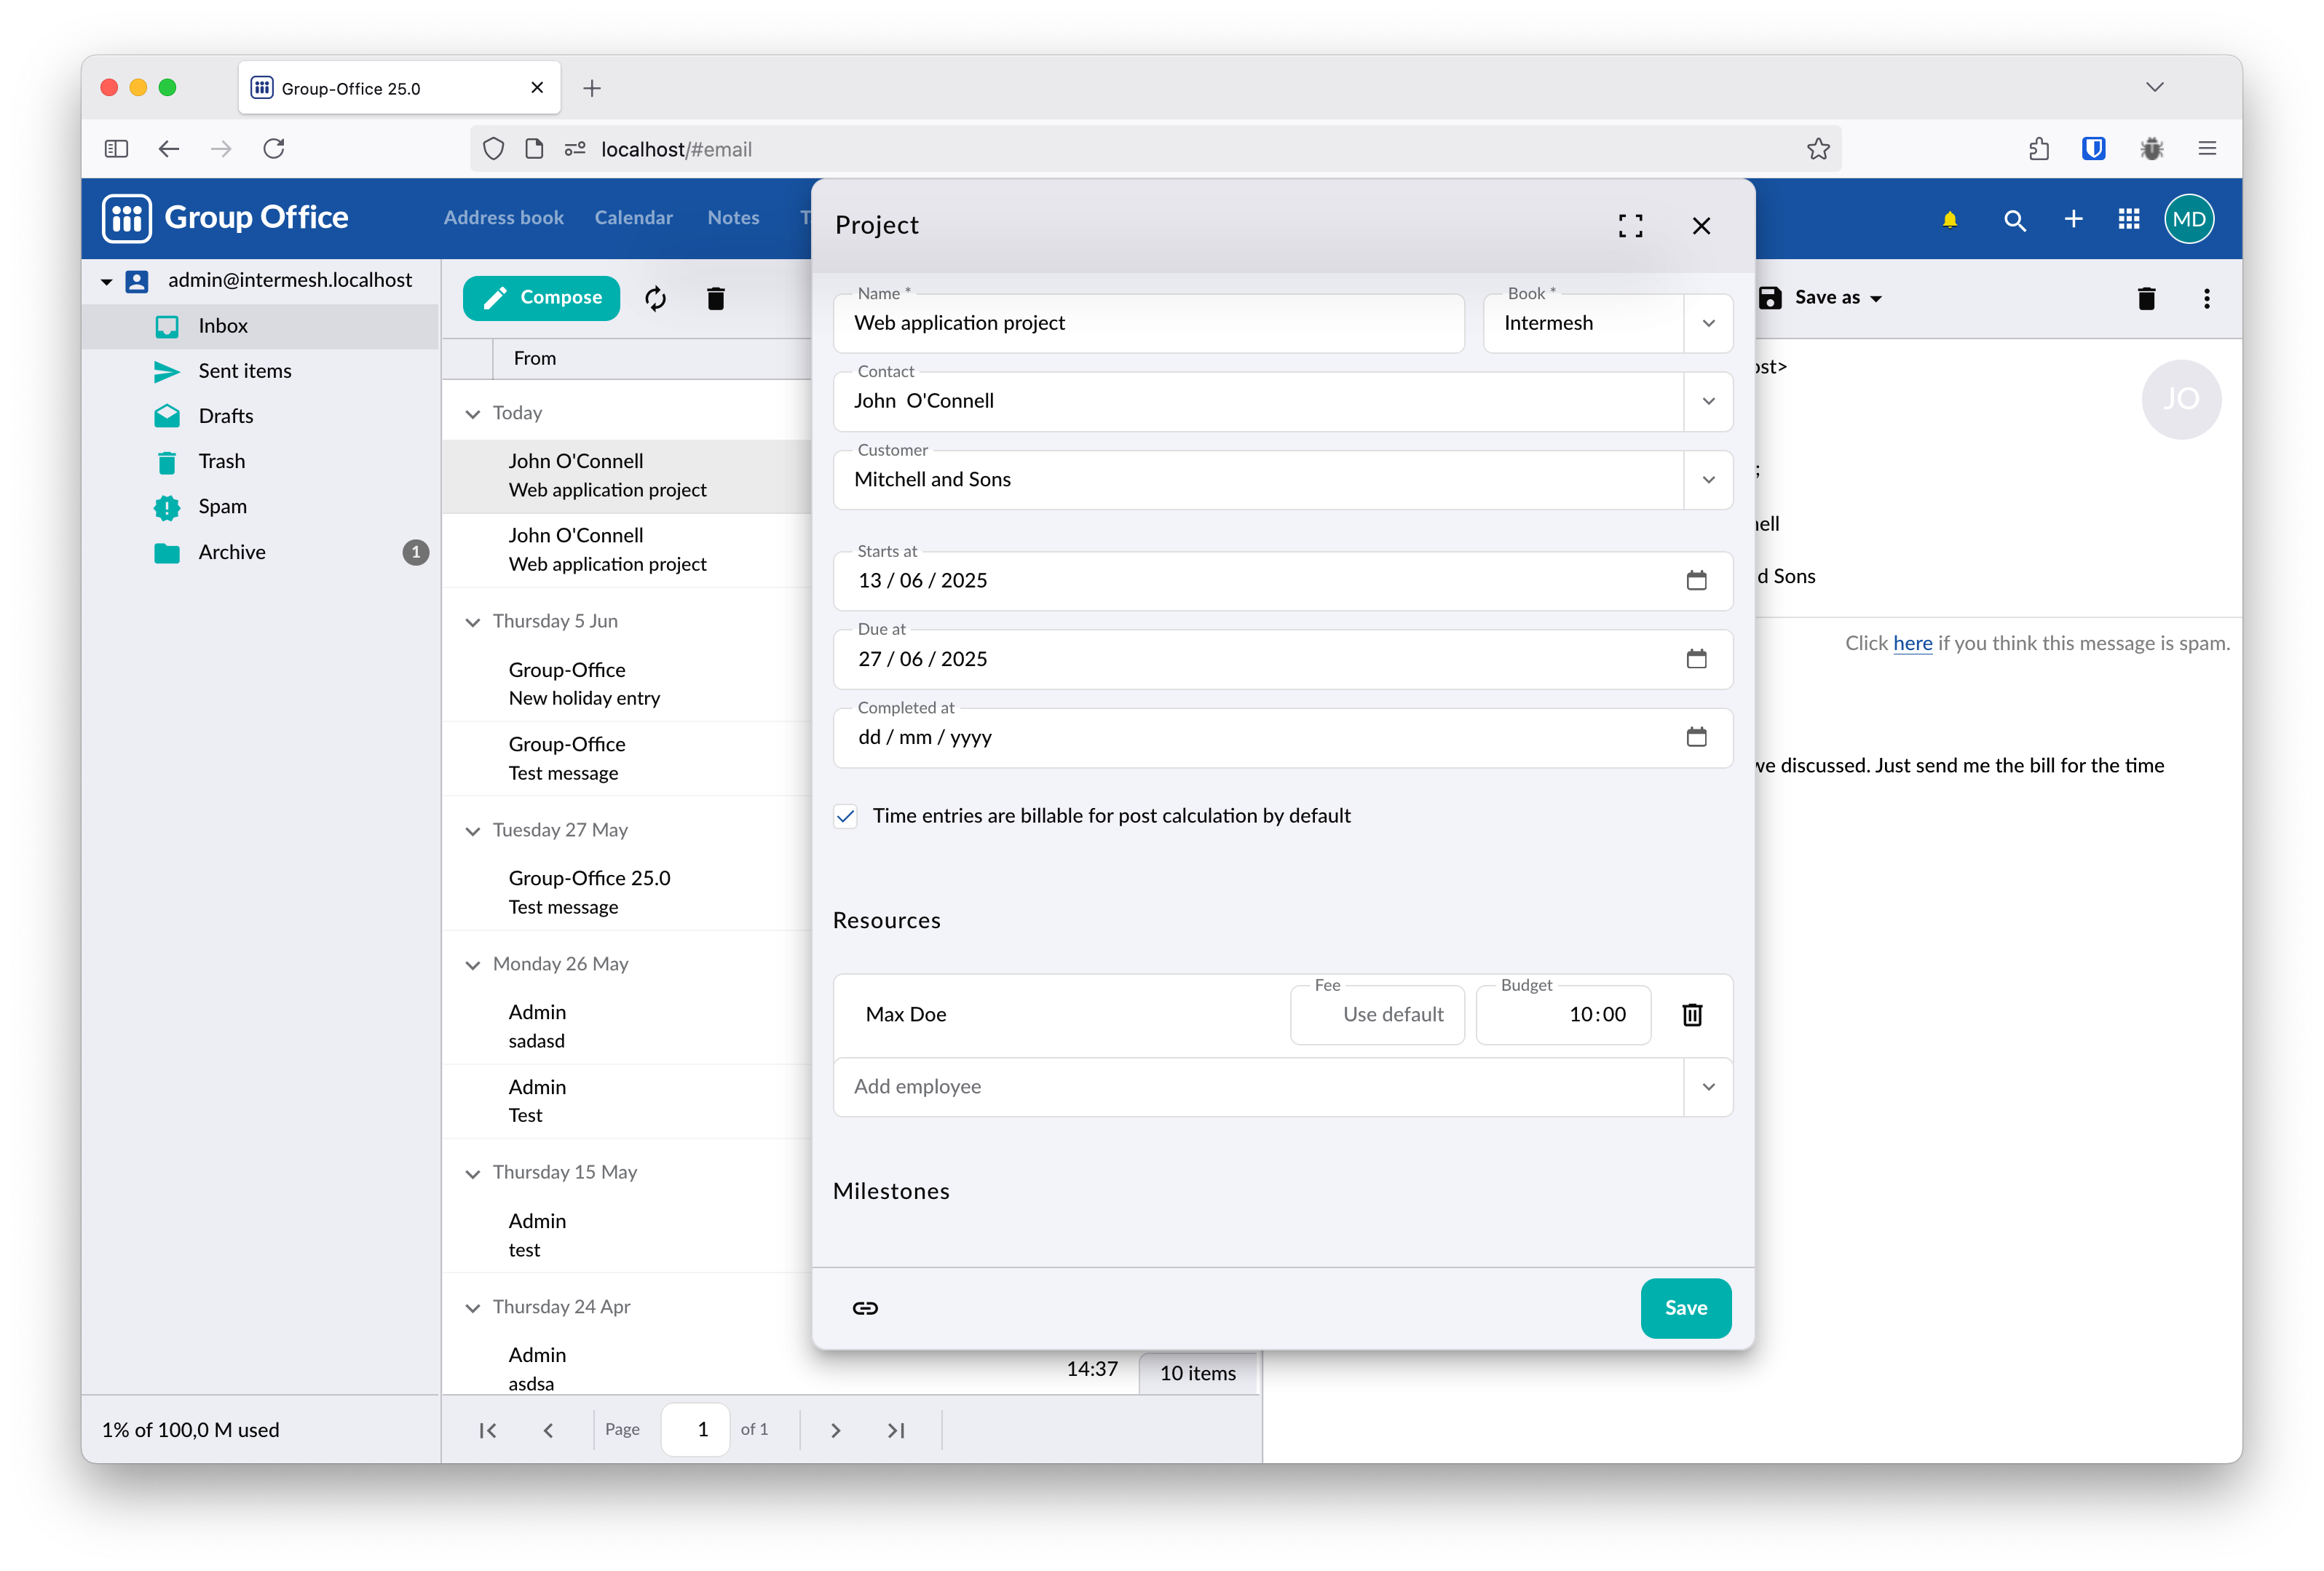 Group-Office 25.0
localhost/#email
Group Office
Address book Calendar Notes T
MD
admin@intermesh.localhost
Inbox
Sent items
Drafts
Trash
Spam
Archive 1
1% of 100,0 M used
Compose
From
Today
John O'Connell
Web application project
John O'Connell
Web application project
Thursday 5 Jun
Group-Office
New holiday entry
Group-Office
Test message
Tuesday 27 May
Group-Office 25.0
Test message
Monday 26 May
Admin
sadasd
Admin
Test
Thursday 15 May
Admin
test
Thursday 24 Apr
Admin
asdsa
14:37
10 items
Page 1 of 1
Project
Name *
Web application project
Book *
Intermesh
Contact
John O'Connell
Customer
Mitchell and Sons
Starts at
13 / 06 / 2025
Due at
27 / 06 / 2025
Completed at
dd / mm / yyyy
Time entries are billable for post calculation by default
Resources
Max Doe
Fee
Use default
Budget
10:00
Add employee
Milestones
Save
Save as
ost>
JO
;
nell
d Sons
Click here if you think this message is spam.
we discussed. Just send me the bill for the time